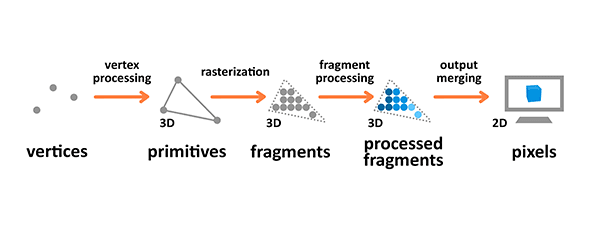 vertex
processing
rasterization
fragment
processing
output
merging
3D
3D
3D
2D
vertices
primitives
fragments
processed
fragments
pixels